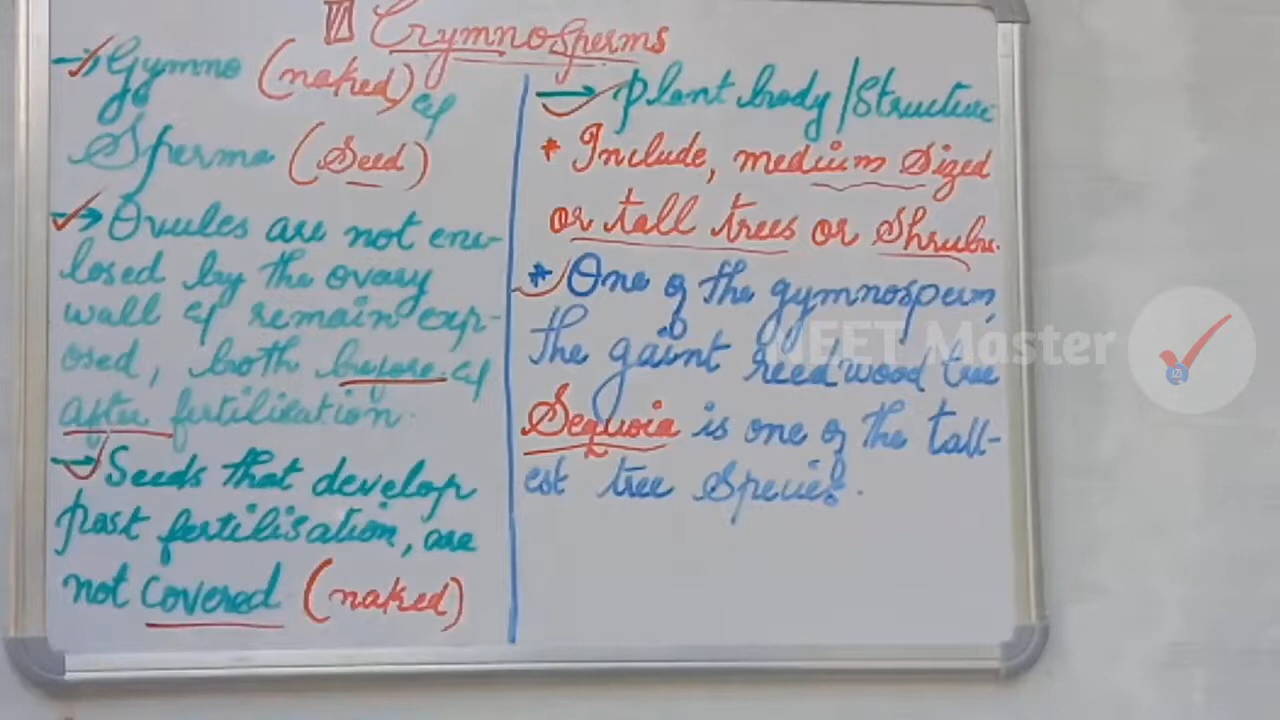 Gymnosperms
→ Gymno (naked) &
Sperma (Seed)
→ Ovules are not enc-
losed by the ovary
wall & remain exp-
osed, both before &
after fertilization.
→ Seeds that develop
post fertilisation, are
not covered (naked)
→ Plant body/Structure
* Include, medium Sized
or tall trees or Shrubs.
* One of the gymnosperm,
the gaint reed wood tree
Sequoia is one of the tall-
est tree Species.
NEET Master